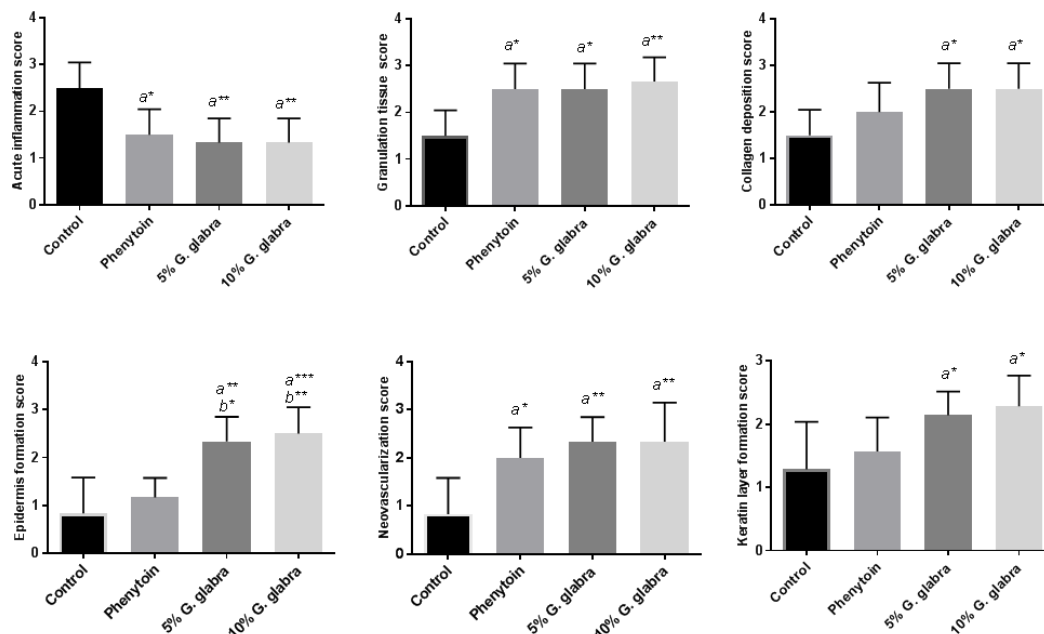 Acute inflammation score
4
3
2
1
0
a*
a**
a**
Control
Phenytoin
5% G. glabra
10% G. glabra
Granulation tissue score
4
3
2
1
0
a*
a*
a**
Control
Phenytoin
5% G. glabra
10% G. glabra
Collagen deposition score
4
3
2
1
0
a*
a*
Control
Phenytoin
5% G. glabra
10% G. glabra
Epidermis formation score
4
3
2
1
0
a**
b*
a***
b**
Control
Phenytoin
5% G. glabra
10% G. glabra
Neovascularization score
4
3
2
1
0
a*
a**
a**
Control
Phenytoin
5% G. glabra
10% G. glabra
Keratin layer formation score
3
2
1
0
a*
a*
Control
Phenytoin
5% G. glabra
10% G. glabra